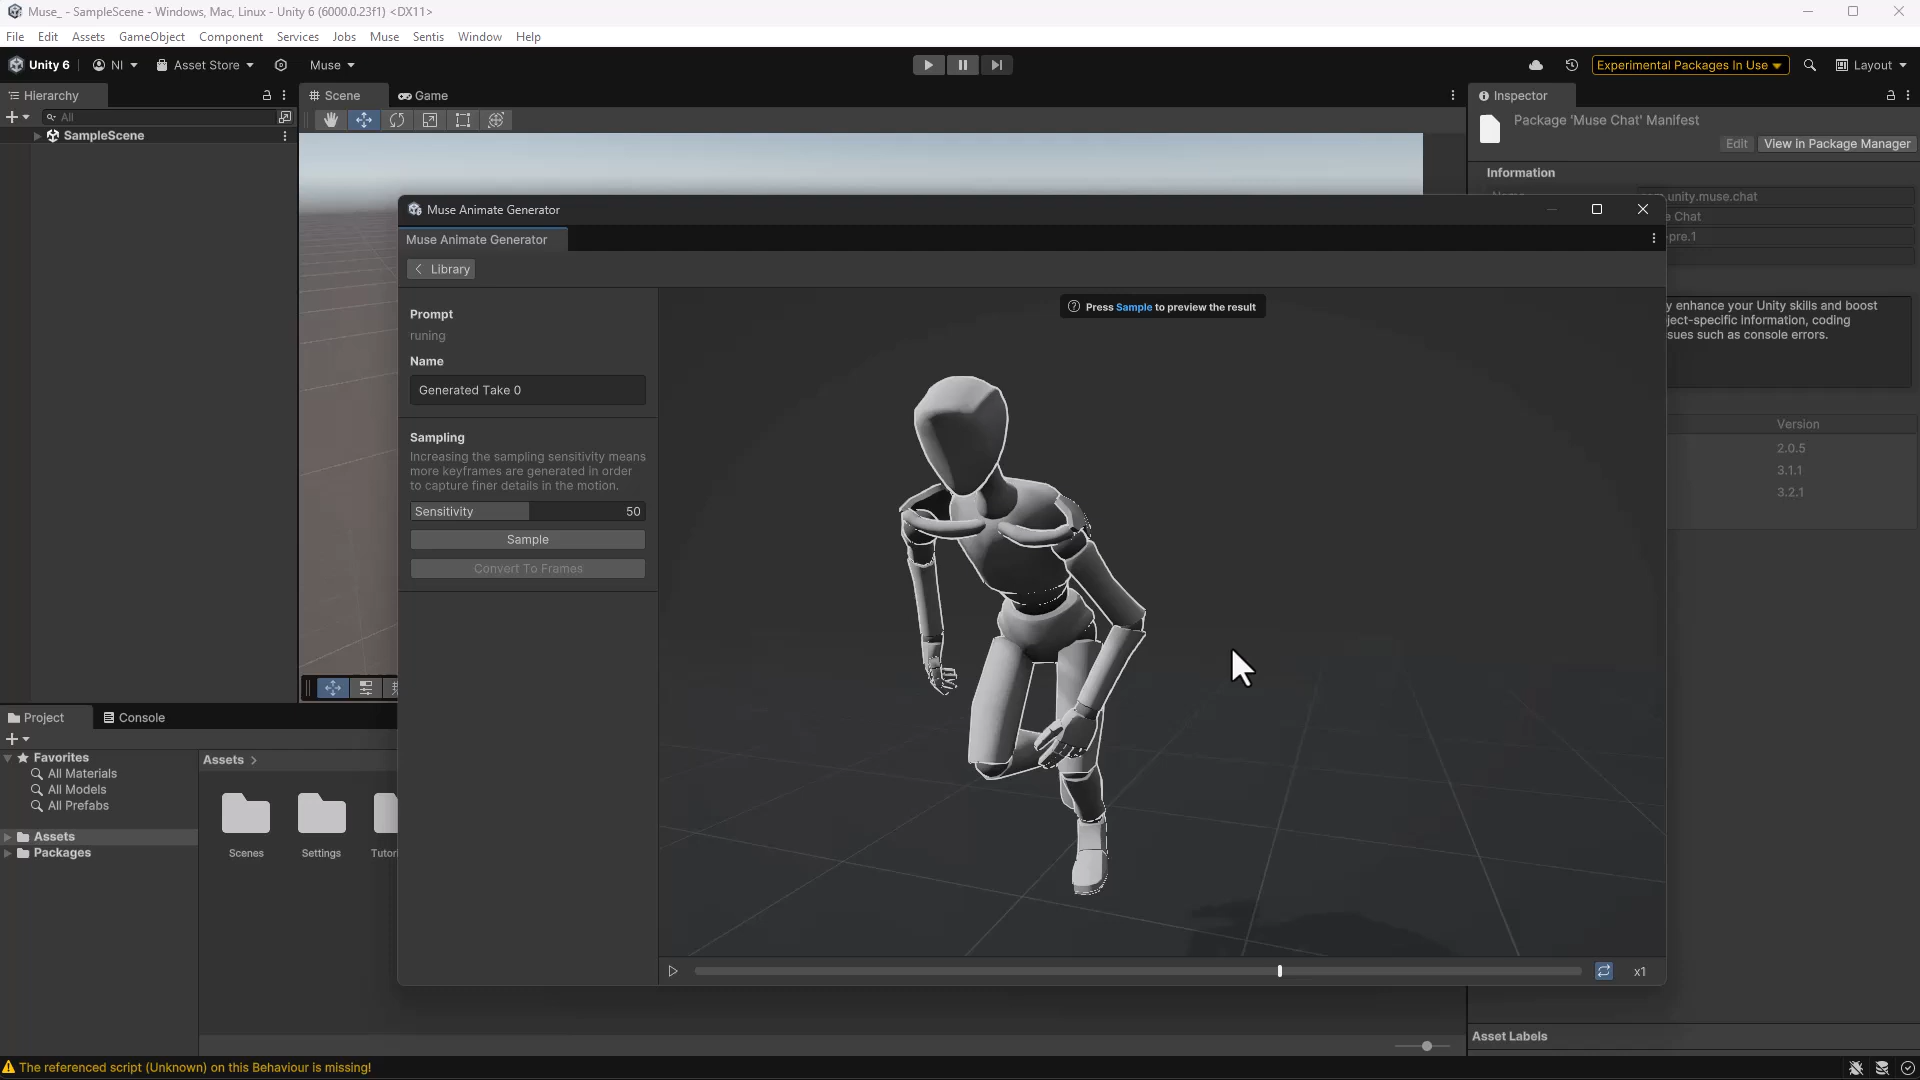 Muse_ - SampleScene - Windows, Mac, Linux - Unity 6 (6000.0.23f1) <DX11>
File Edit Assets GameObject Component Services Jobs Muse Sentis Window Help
Unity 6 NI Asset Store Muse Experimental Packages In Use Layout
Hierarchy
All
SampleScene
Scene Game
Inspector
Package 'Muse Chat' Manifest
Edit View in Package Manager
Information
unity.muse.chat
Chat
pre.1
y enhance your Unity skills and boost
ject-specific information, coding
sues such as console errors.
Version
2.0.5
3.1.1
3.2.1
Asset Labels
Muse Animate Generator
Muse Animate Generator
Library
Press Sample to preview the result
Prompt
runing
Name
Generated Take 0
Sampling
Increasing the sampling sensitivity means
more keyframes are generated in order
to capture finer details in the motion.
Sensitivity 50
Sample
Convert To Frames
x1
Project Console
Favorites
All Materials
All Models
All Prefabs
Assets
Packages
Assets >
Scenes Settings Tutori
The referenced script (Unknown) on this Behaviour is missing!